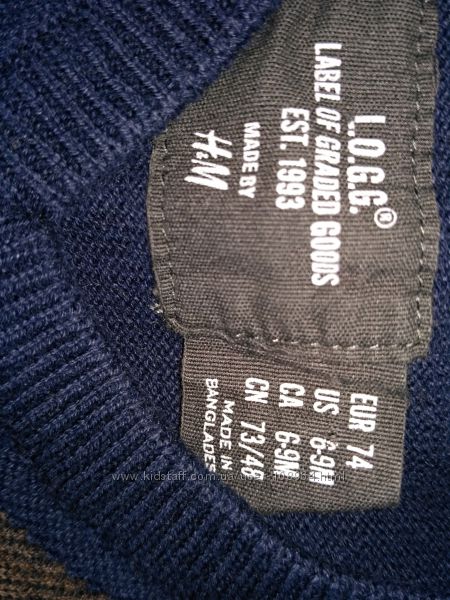 L.O.G.G.®
LABEL OF GRADED GOODS
EST. 1993
MADE BY
H&M
EUR 74
US 6-9M
CA 6-9M
CN 73/48
MADE IN
BANGLADES